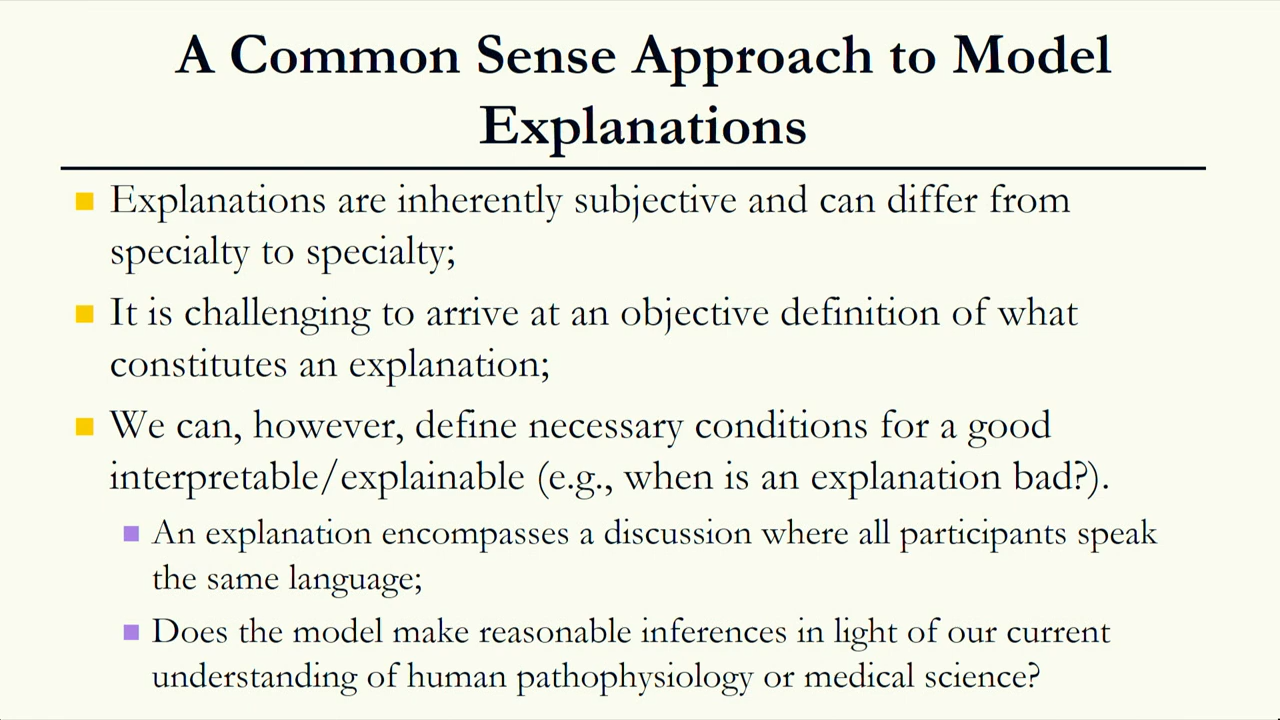 A Common Sense Approach to Model
Explanations
Explanations are inherently subjective and can differ from
specialty to specialty;
It is challenging to arrive at an objective definition of what
constitutes an explanation;
We can, however, define necessary conditions for a good
interpretable/explainable (e.g., when is an explanation bad?).
An explanation encompasses a discussion where all participants speak
the same language;
Does the model make reasonable inferences in light of our current
understanding of human pathophysiology or medical science?